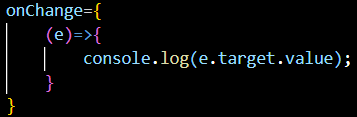 onChange={
(e)=>{
console.log(e.target.value);
}
}